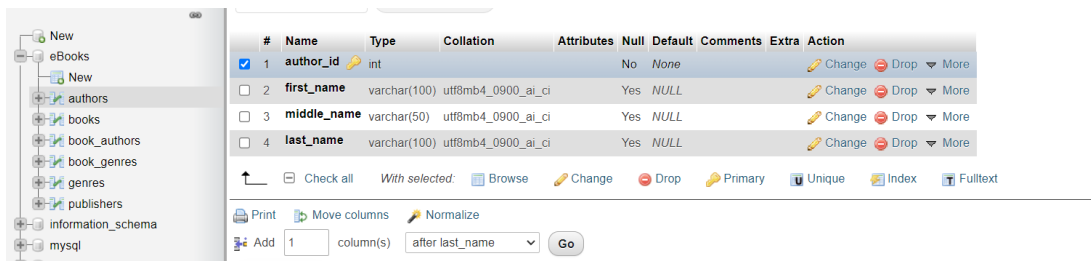 New
eBooks
New
authors
books
book_authors
book_genres
genres
publishers
information_schema
mysql
# Name Type Collation Attributes Null Default Comments Extra Action
1 author_id int No None Change Drop More
2 first_name varchar(100) utf8mb4_0900_ai_ci Yes NULL Change Drop More
3 middle_name varchar(50) utf8mb4_0900_ai_ci Yes NULL Change Drop More
4 last_name varchar(100) utf8mb4_0900_ai_ci Yes NULL Change Drop More
Check all With selected: Browse Change Drop Primary U Unique Index T Fulltext
Print Move columns Normalize
Add 1 column(s) after last_name Go